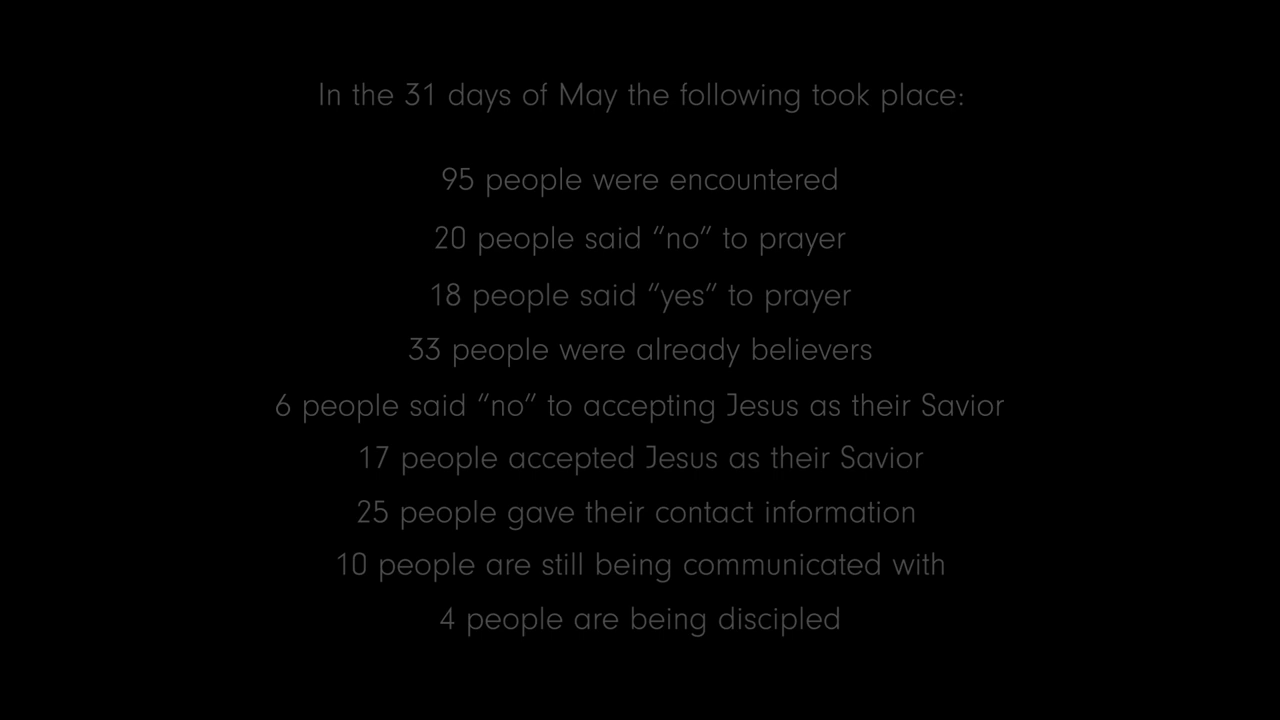 In the 31 days of May the following took place:
95 people were encountered
20 people said “no” to prayer
18 people said “yes” to prayer
33 people were already believers
6 people said “no” to accepting Jesus as their Savior
17 people accepted Jesus as their Savior
25 people gave their contact information
10 people are still being communicated with
4 people are being discipled